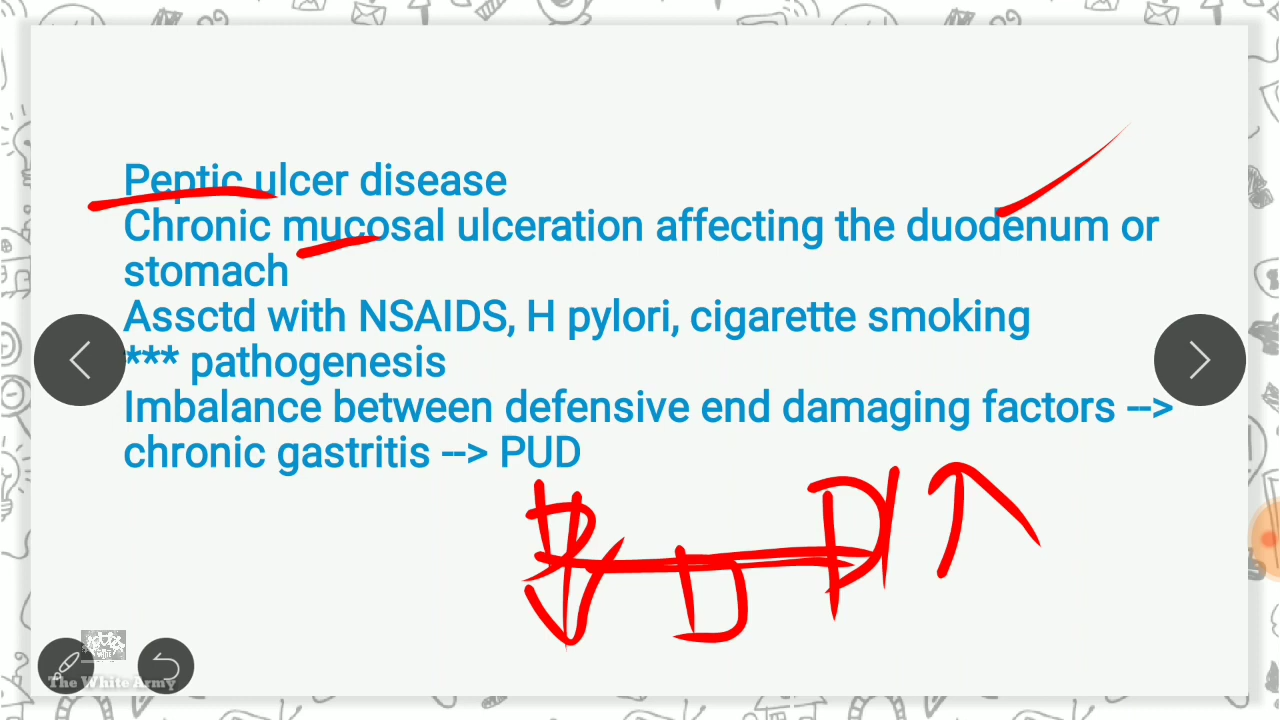 Peptic ulcer disease
Chronic mucosal ulceration affecting the duodenum or
stomach
Assctd with NSAIDS, H pylori, cigarette smoking
*** pathogenesis
Imbalance between defensive end damaging factors -->
chronic gastritis --> PUD
D
The White Army